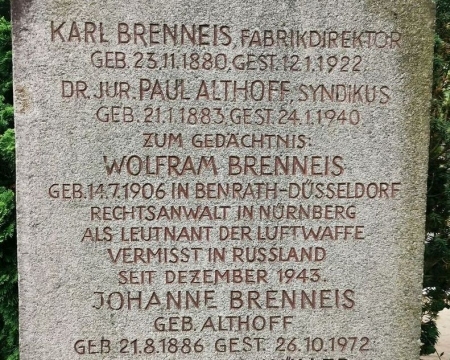 KARL BRENNEIS, FABRIKDIREKTOR
GEB. 23.11.1880. GEST. 12.1.1922.
DR. JUR. PAUL ALTHOFF, SYNDIKUS
GEB. 21.1.1883. GEST. 24.1.1940.
ZUM GEDÄCHTNIS:
WOLFRAM BRENNEIS
GEB. 14.7.1906 IN BENRATH-DÜSSELDORF
RECHTSANWALT IN NÜRNBERG
ALS LEUTNANT DER LUFTWAFFE
VERMISST IN RUSSLAND
SEIT DEZEMBER 1943.
JOHANNE BRENNEIS
GEB. ALTHOFF
GEB. 21.8.1886 GEST. 26.10.1972